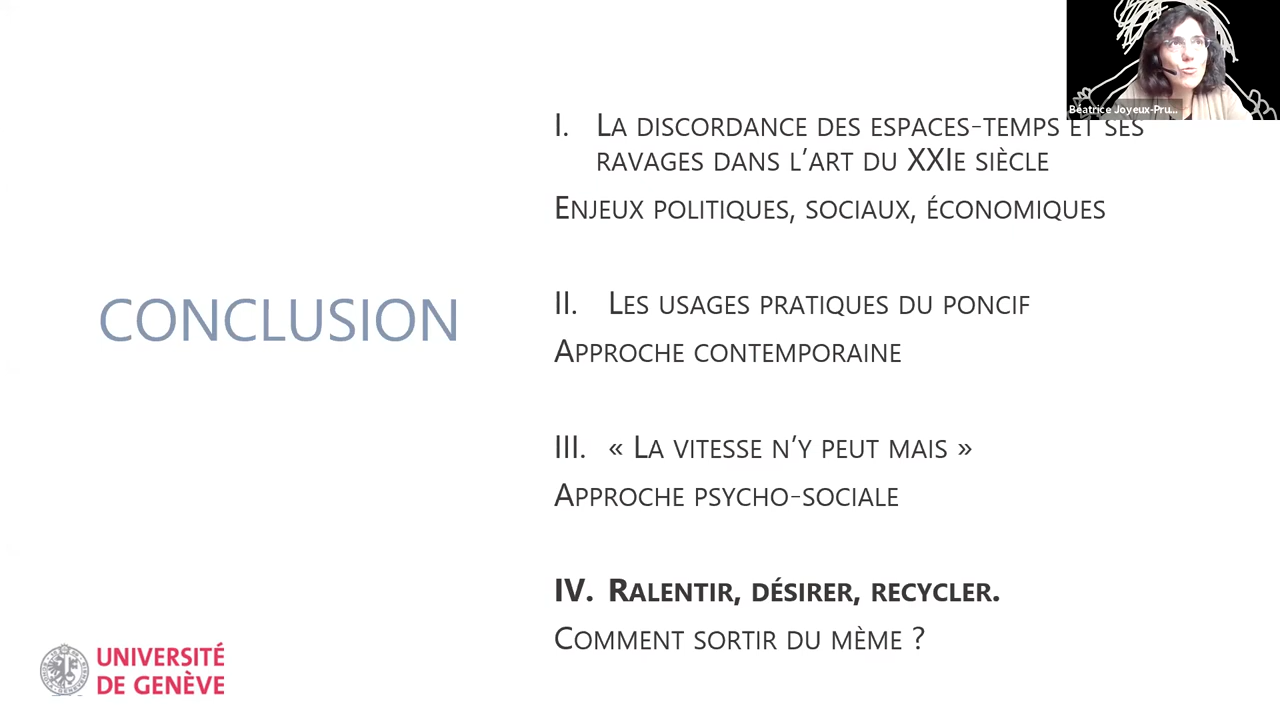 Béatrice Joyeux-Pru...
I. LA DISCORDANCE DES ESPACES-TEMPS ET SES
RAVAGES DANS L'ART DU XXIE SIÈCLE
ENJEUX POLITIQUES, SOCIAUX, ÉCONOMIQUES
CONCLUSION
II. LES USAGES PRATIQUES DU PONCIF
APPROCHE CONTEMPORAINE
III. « LA VITESSE N'Y PEUT MAIS »
APPROCHE PSYCHO-SOCIALE
IV. RALENTIR, DÉSIRER, RECYCLER.
COMMENT SORTIR DU MÈME ?
UNIVERSITÉ
DE GENÈVE